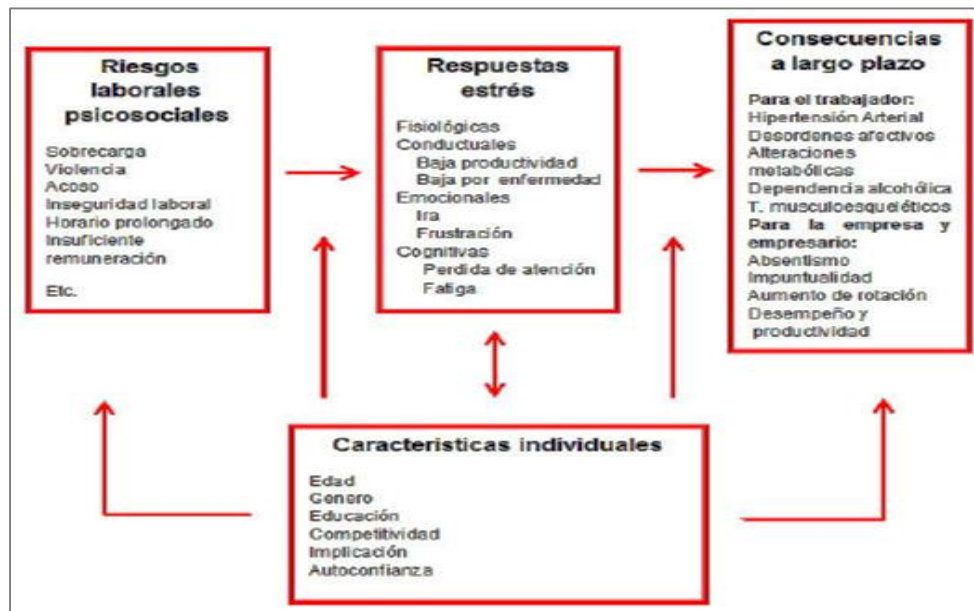 Riesgos
laborales
psicosociales
Sobrecarga
Violencia
Acoso
Inseguridad laboral
Horario prolongado
Insuficiente
remuneración
Etc.
Respuestas
estrés
Fisiológicas
Conductuales
Baja productividad
Baja por enfermedad
Emocionales
Ira
Frustración
Cognitivas
Perdida de atención
Fatiga
Consecuencias
a largo plazo
Para el trabajador:
Hipertensión Arterial
Desordenes afectivos
Alteraciones
metabólicas
Dependencia alcohólica
T. musculoesqueléticos
Para la empresa y
empresario:
Absentismo
Impuntualidad
Aumento de rotación
Desempeño y
productividad
Caracteristicas individuales
Edad
Genero
Educación
Competitividad
Implicación
Autoconfianza